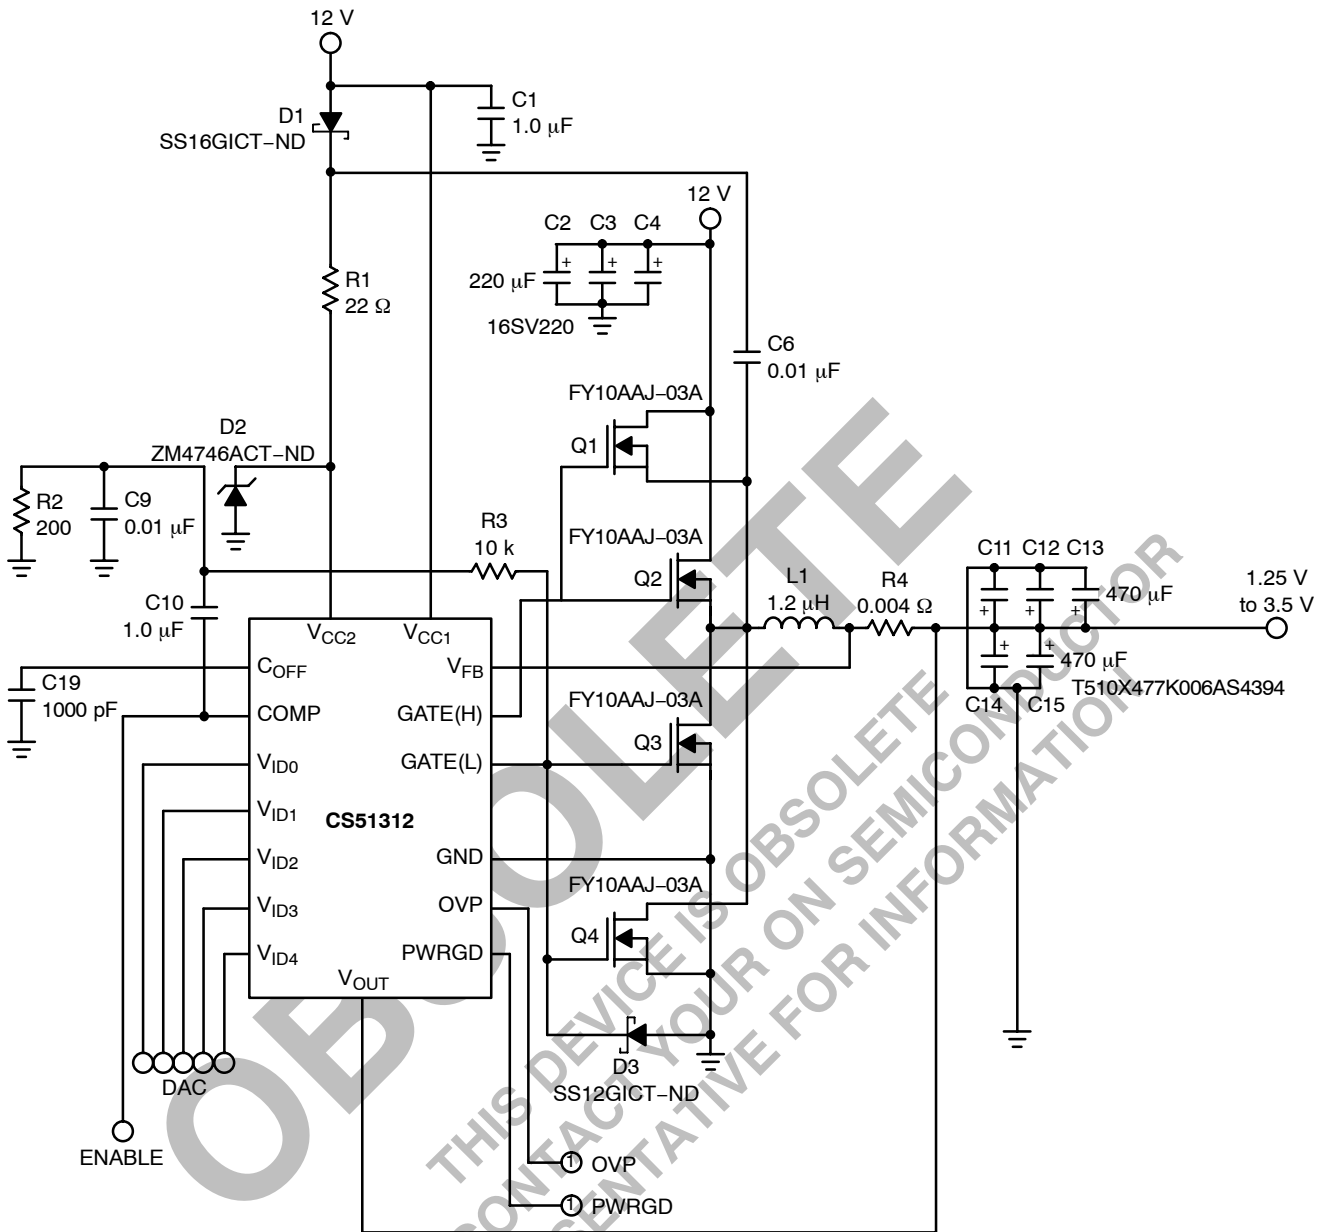 12 V
D1
SS16GICT−ND
C1
1.0 μF
12 V
C2
C3
C4
+
+
+
220 μF
16SV220
R1
22 Ω
C6
0.01 μF
FY10AAJ−03A
Q1
D2
ZM4746ACT−ND
R2
200
C9
0.01 μF
R3
10 k
FY10AAJ−03A
Q2
C10
1.0 μF
L1
1.2 μH
R4
0.004 Ω
C11
C12
C13
+
+
+
470 μF
1.25 V
to 3.5 V
+
+
470 μF
T510X477K006AS4394
C14
C15
VCC2
VCC1
COFF
VFB
C19
1000 pF
COMP
GATE(H)
FY10AAJ−03A
Q3
VID0
GATE(L)
VID1
CS51312
VID2
GND
FY10AAJ−03A
VID3
OVP
Q4
VID4
PWRGD
VOUT
DAC
D3
SS12GICT−ND
ENABLE
1
OVP
1
PWRGD
OBSOLETE
THIS DEVICE IS OBSOLETE
CONTACT YOUR ON SEMICONDUCTOR
SENTATIVE FOR INFORMATION